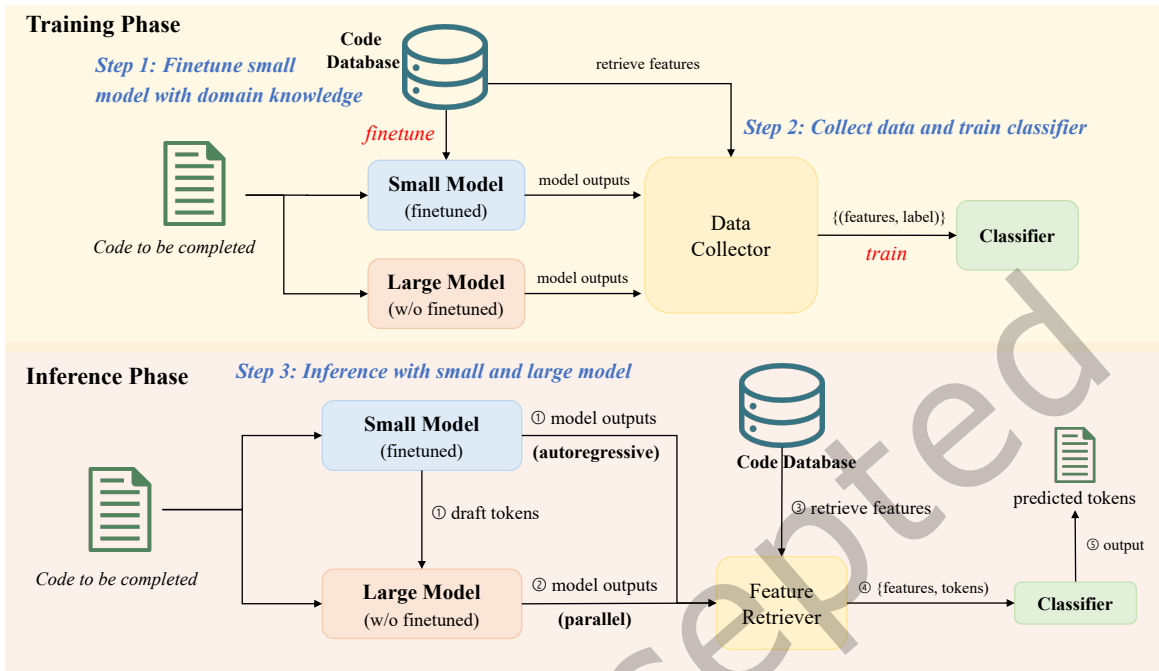 Training Phase
Code
Database
Step 1: Finetune small
model with domain knowledge
retrieve features
finetune
Step 2: Collect data and train classifier
Small Model
(finetuned)
model outputs
Data
Collector
{(features, label)}
train
Classifier
Code to be completed
Large Model
(w/o finetuned)
model outputs
Inference Phase
Step 3: Inference with small and large model
Small Model
(finetuned)
① model outputs
(autoregressive)
Code Database
predicted tokens
① draft tokens
③ retrieve features
⑤ output
Code to be completed
Large Model
(w/o finetuned)
② model outputs
(parallel)
Feature
Retriever
④ {features, tokens)
Classifier
cepted